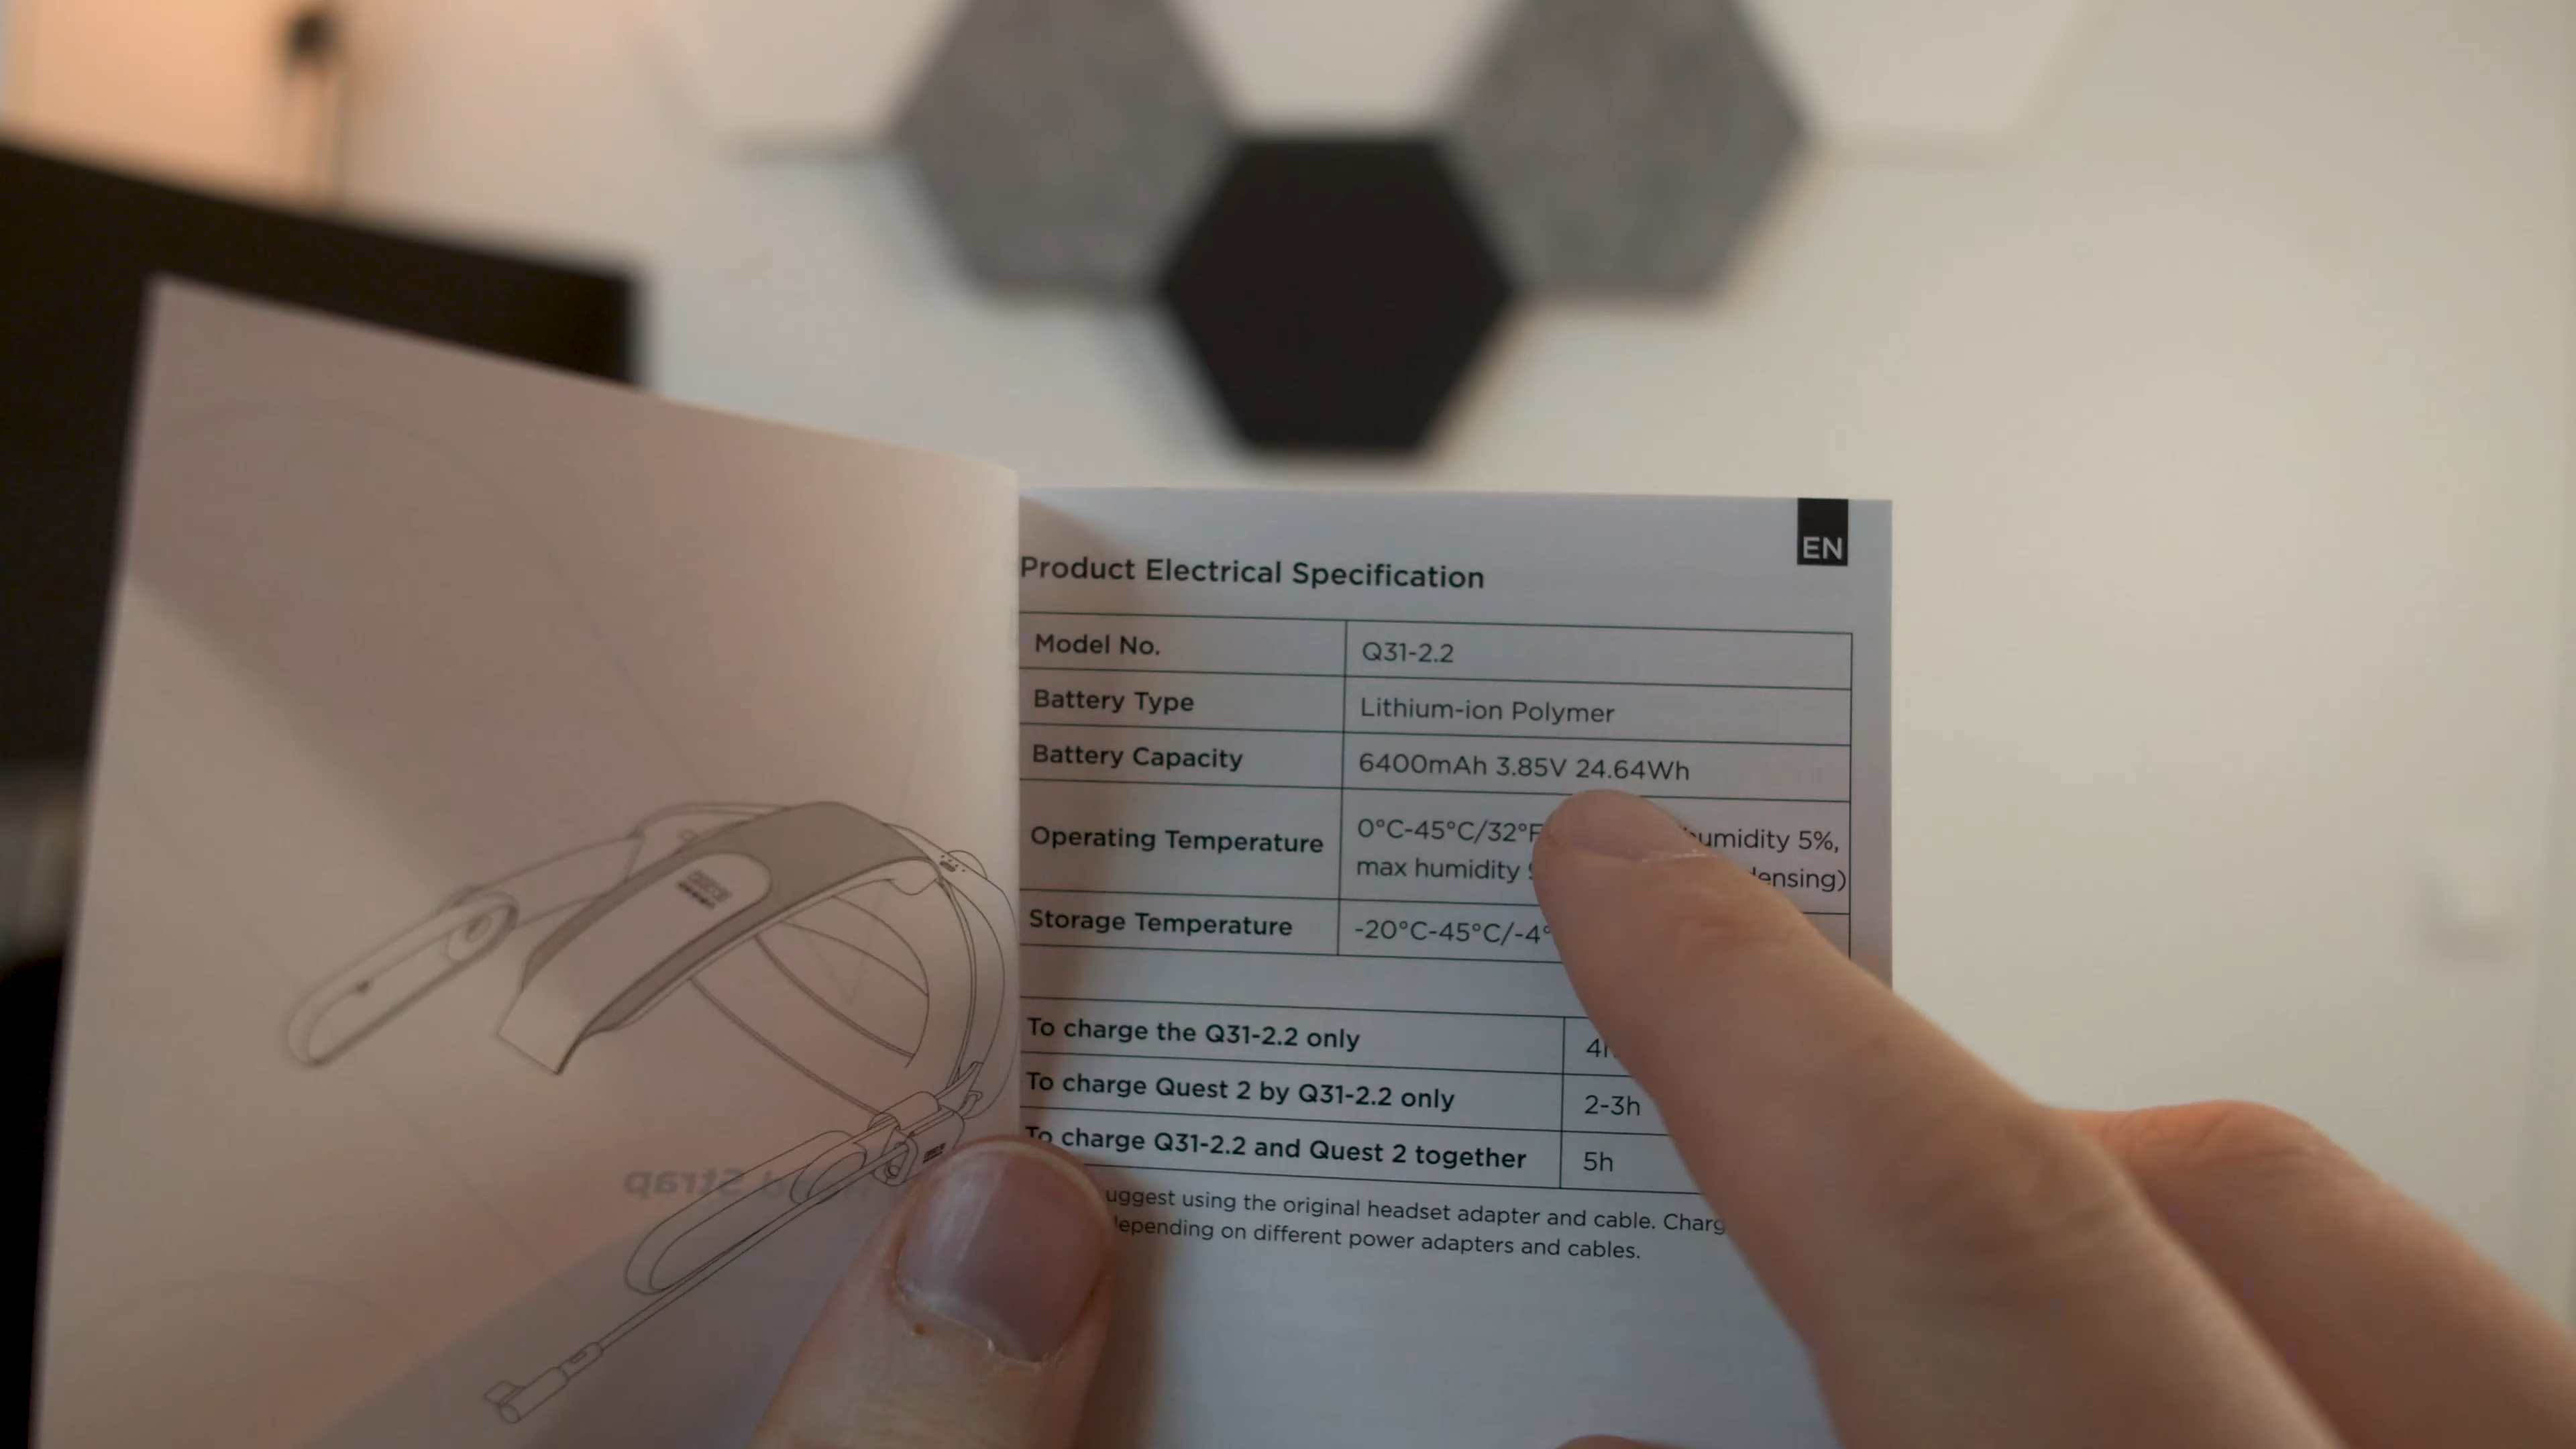 EN
Product Electrical Specification
Model No. Q31-2.2
Battery Type Lithium-ion Polymer
Battery Capacity 6400mAh 3.85V 24.64Wh
Operating Temperature 0°C-45°C/32°F humidity 5%,
max humidity
Storage Temperature -20°C-45°C/-4°
To charge the Q31-2.2 only
To charge Quest 2 by Q31-2.2 only 2-3h
To charge Q31-2.2 and Quest 2 together 5h
using the original headset adapter and cable.
depending on different power adapters and cables.
Strap